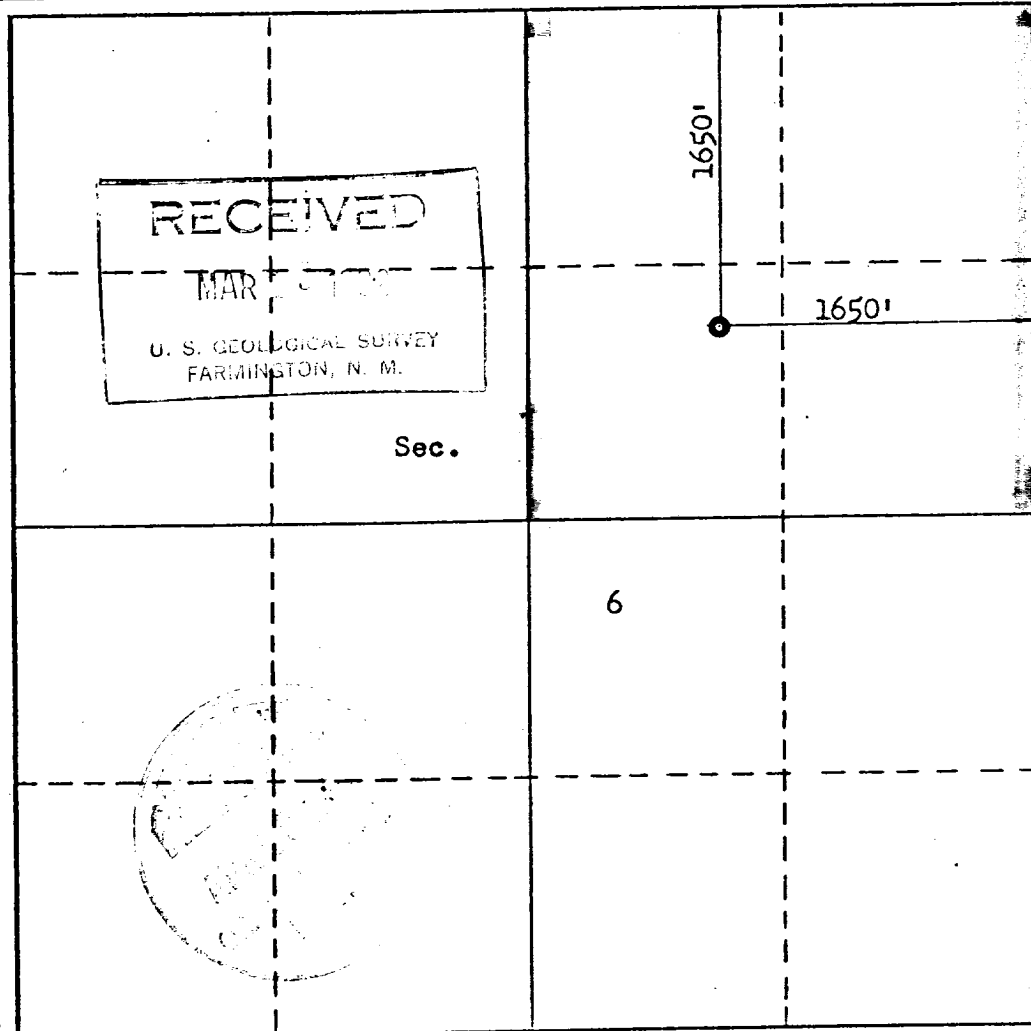 1650'
RECEIVED
MAR
1650'
U. S. GEOLOGICAL SURVEY
FARMINGTON, N. M.
Sec.
6